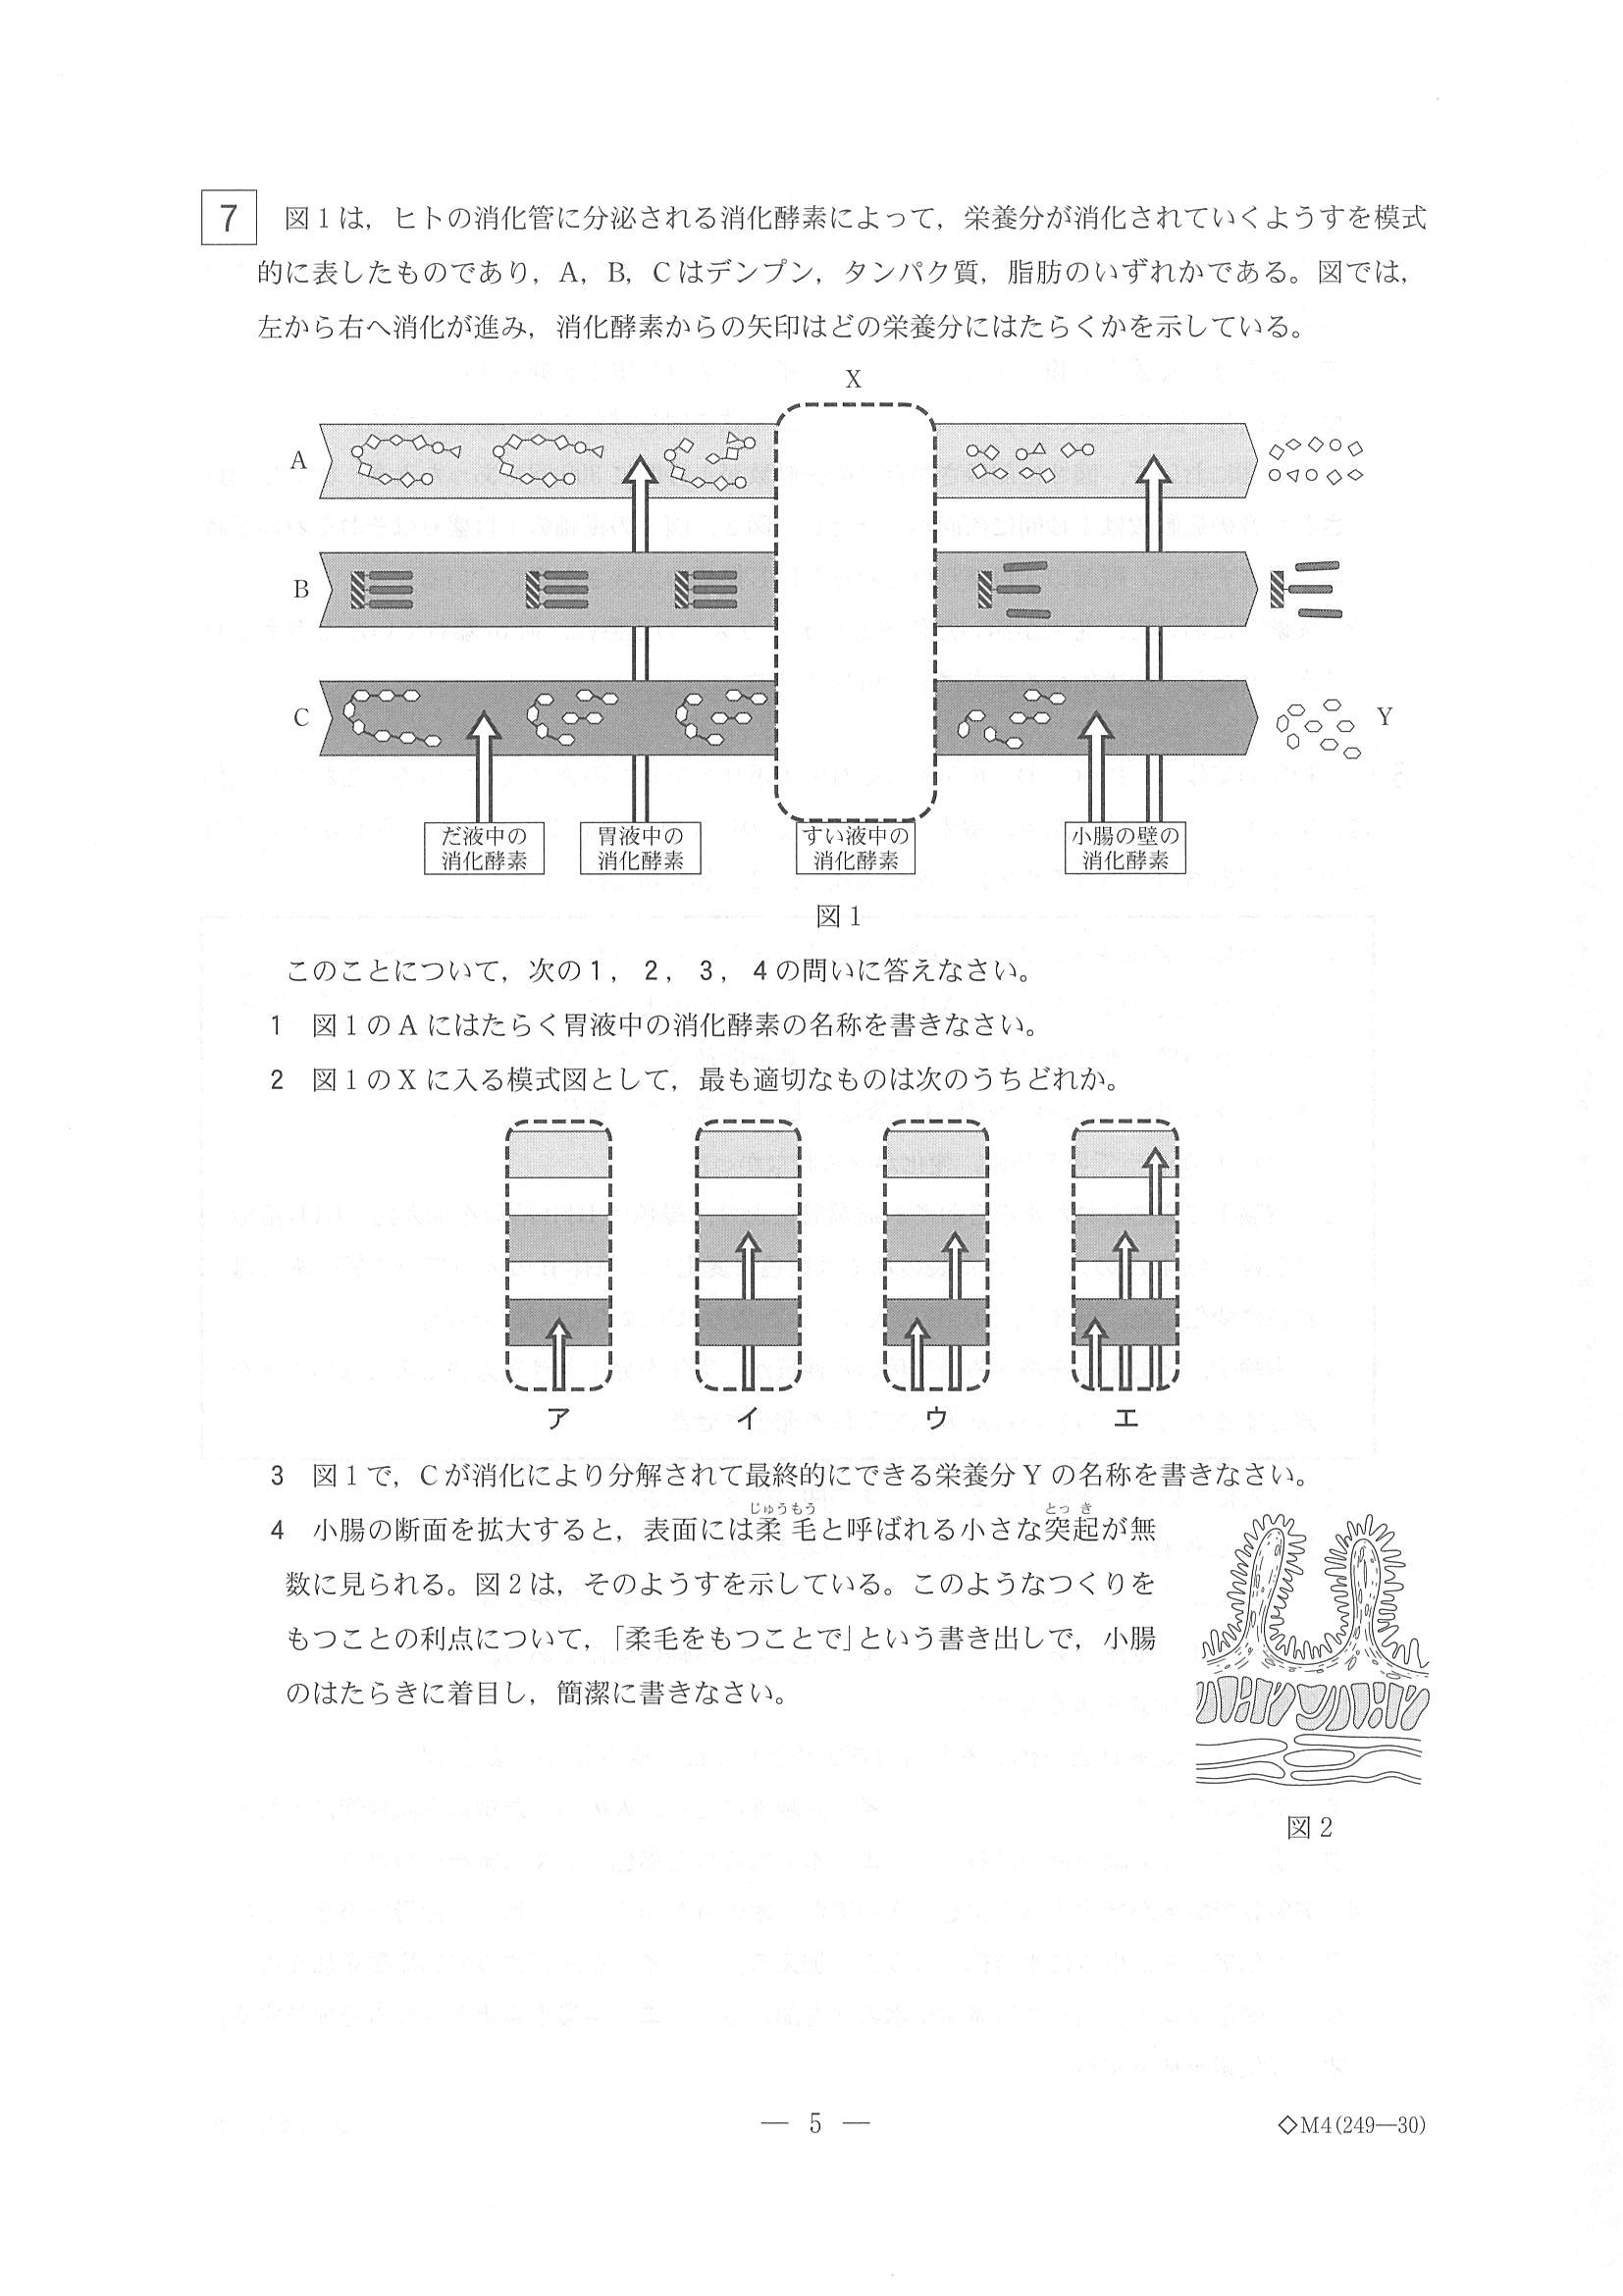 7 図1は，ヒトの消化管に分泌される消化酵素によって，栄養分が消化されていくようすを模式
的に表したものであり，A，B，Cはデンプン，タンパク質，脂肪のいずれかである。図では，
左から右へ消化が進み，消化酵素からの矢印はどの栄養分にはたらくかを示している。
X
A
B
C
Y
だ液中の
消化酵素
胃液中の
消化酵素
すい液中の
消化酵素
小腸の壁の
消化酵素
図1
このことについて，次の1，2，3，4の問いに答えなさい。
1 図1のAにはたらく胃液中の消化酵素の名称を書きなさい。
2 図1のXに入る模式図として，最も適切なものは次のうちどれか。
ア イ ウ エ
3 図1で，Cが消化により分解されて最終的にできる栄養分Yの名称を書きなさい。
じゅうもう とっき
4 小腸の断面を拡大すると，表面には柔毛と呼ばれる小さな突起が無
数に見られる。図2は，そのようすを示している。このようなつくりを
もつことの利点について，「柔毛をもつことで」という書き出しで，小腸
のはたらきに着目し，簡潔に書きなさい。
図2
— 5 —
◇M4(249—30)